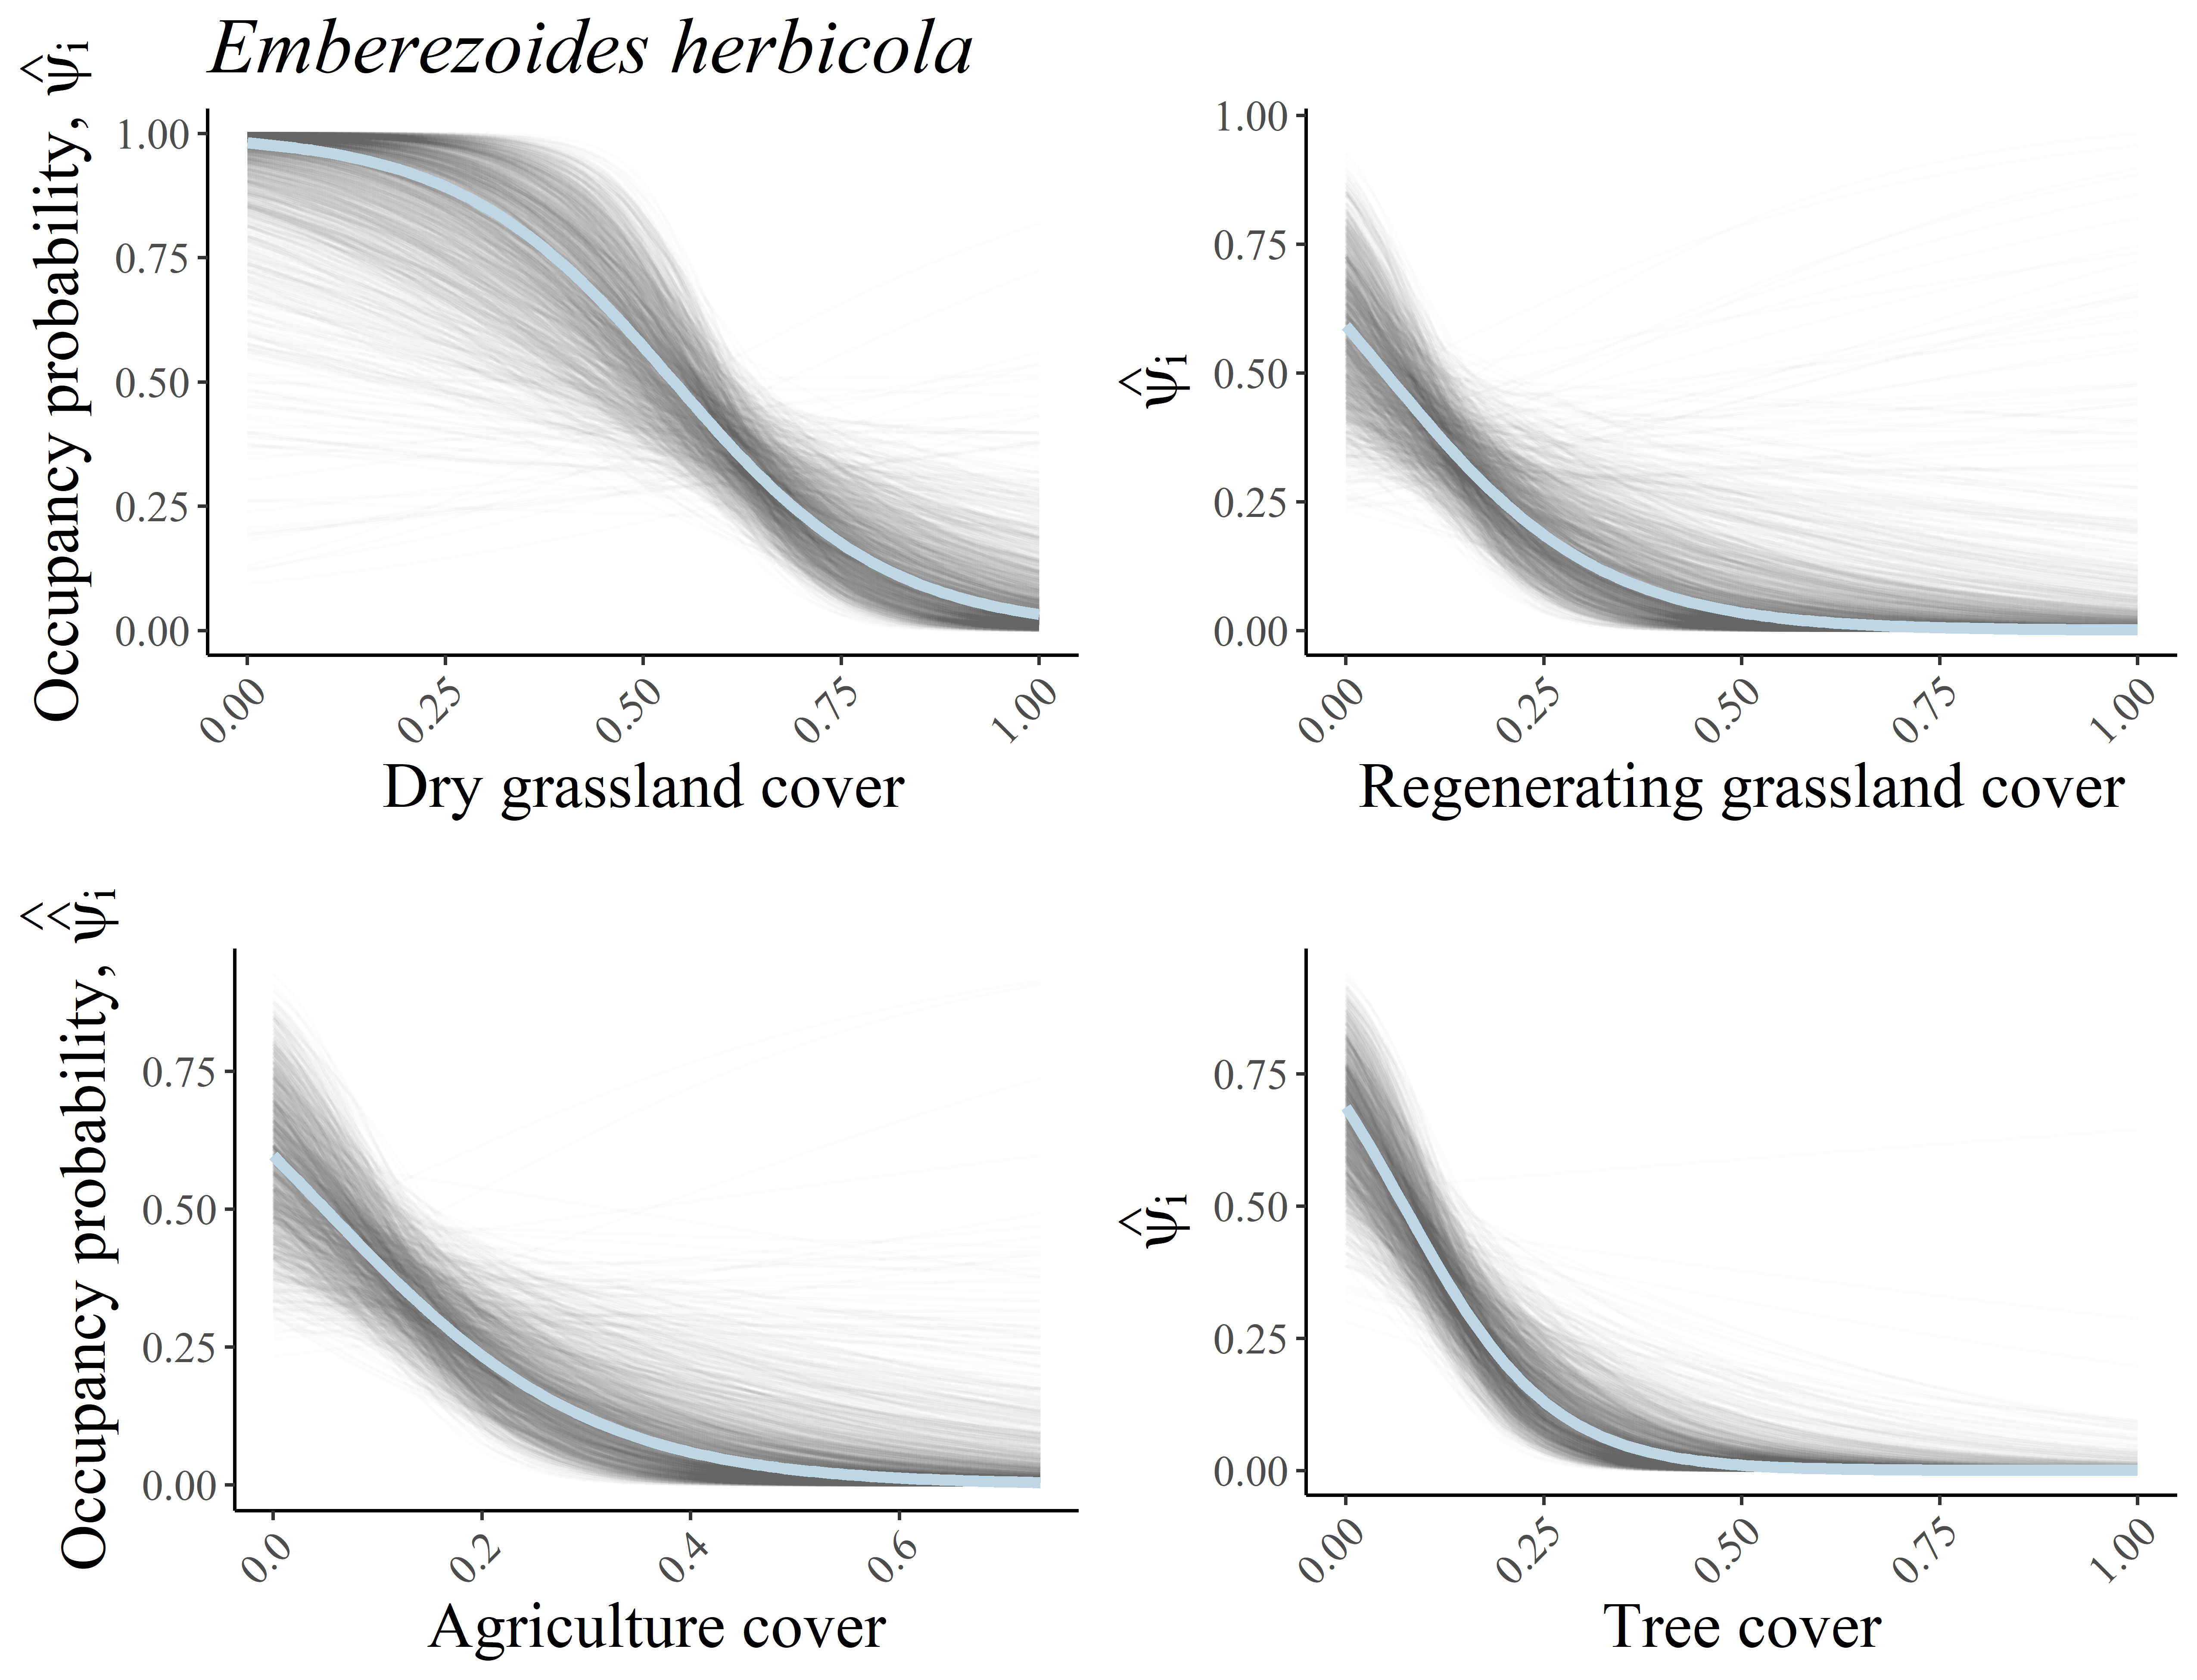 Emberezoides herbicola
Occupancy probability, ψ̂i
1.00
0.75
0.50
0.25
0.00
0.00 0.25 0.50 0.75 1.00
Dry grassland cover
ψ̂i
1.00
0.75
0.50
0.25
0.00
0.00 0.25 0.50 0.75 1.00
Regenerating grassland cover
Occupancy probability, ψ̂̂i
0.75
0.50
0.25
0.00
0.0 0.2 0.4 0.6
Agriculture cover
ψ̂i
0.75
0.50
0.25
0.00
0.00 0.25 0.50 0.75 1.00
Tree cover